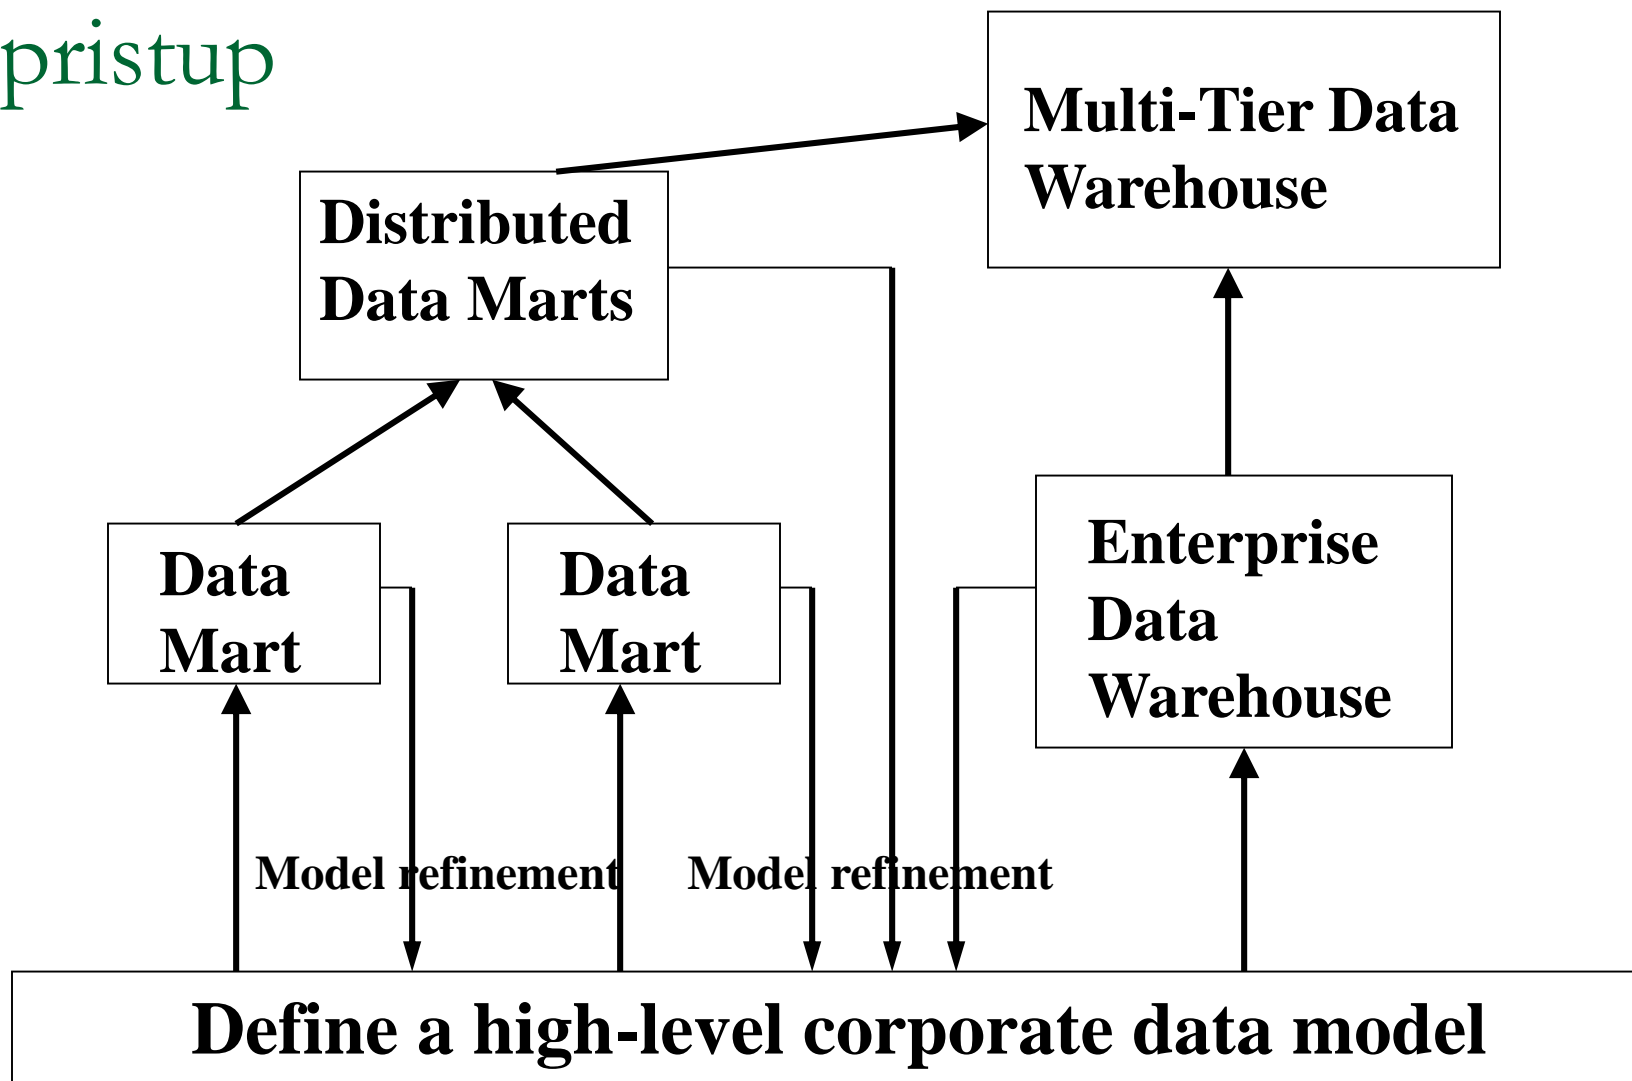 pristup
Multi-Tier Data
Warehouse
Distributed
Data Marts
Data
Mart
Data
Mart
Enterprise
Data
Warehouse
Model refinement
Model refinement
Define a high-level corporate data model